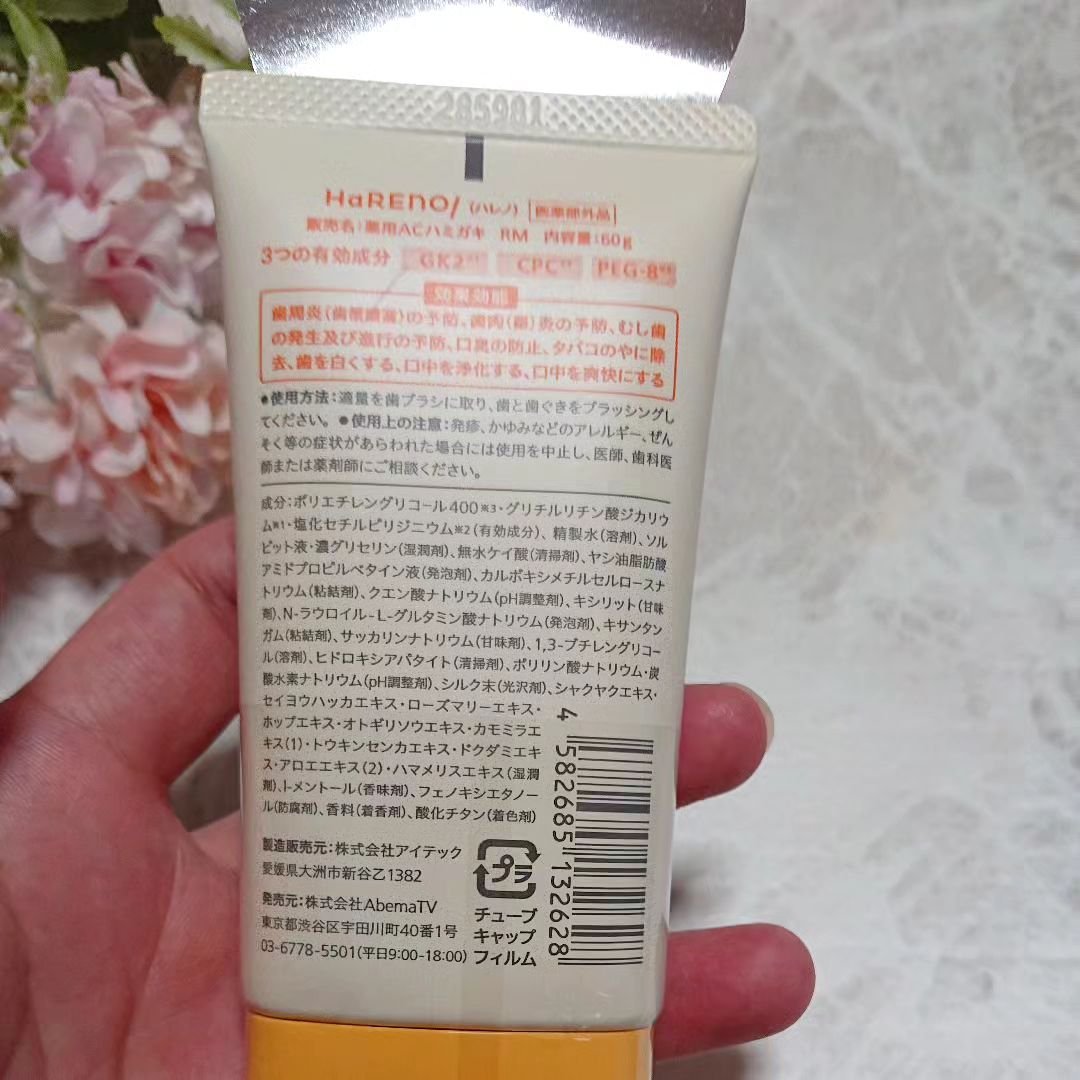 285901
HaRENO/ (ハレノ) 医薬部外品
販売名:薬用ACハミガキ RM 内容量:60g
3つの有効成分 GK2※1 CPC※2 PEG-8※3
効果効能
歯周炎(歯槽膿漏)の予防、歯肉(齦)炎の予防、むし歯
の発生及び進行の予防、口臭の防止、タバコのやに除
去、歯を白くする、口中を浄化する、口中を爽快にする
●使用方法:適量を歯ブラシに取り、歯と歯ぐきをブラッシングし
てください。 ●使用上の注意:発疹、かゆみなどのアレルギー、ぜん
そく等の症状があらわれた場合には使用を中止し、医師、歯科医
師または薬剤師にご相談ください。
成分:ポリエチレングリコール400※3・グリチルリチン酸ジカリウ
ム※1・塩化セチルピリジニウム※2(有効成分)、精製水(溶剤)、ソル
ビット液・濃グリセリン(湿潤剤)、無水ケイ酸(清掃剤)、ヤシ油脂肪酸
アミドプロピルベタイン液(発泡剤)、カルボキシメチルセルロースナ
トリウム(粘結剤)、クエン酸ナトリウム(pH調整剤)、キシリット(甘味
剤)、N-ラウロイル-L-グルタミン酸ナトリウム(発泡剤)、キサンタン
ガム(粘結剤)、サッカリンナトリウム(甘味剤)、1,3-ブチレングリコー
ル(溶剤)、ヒドロキシアパタイト(清掃剤)、ポリリン酸ナトリウム・炭
酸水素ナトリウム(pH調整剤)、シルク末(光沢剤)、シャクヤクエキス・
セイヨウハッカエキス・ローズマリーエキス・
ホップエキス・オトギリソウエキス・カモミラエ
キス(1)・トウキンセンカエキス・ドクダミエキ
ス・アロエエキス(2)・ハマメリスエキス(湿潤
剤)、l-メントール(香味剤)、フェノキシエタノー
ル(防腐剤)、香料(着香剤)、酸化チタン(着色剤)
製造販売元:株式会社アイテック
愛媛県大洲市新谷乙1382
発売元:株式会社AbemaTV
東京都渋谷区宇田川町40番1号
03-6778-5501(平日9:00-18:00)
プラ
チューブ
キャップ
フィルム
4 582685 132628